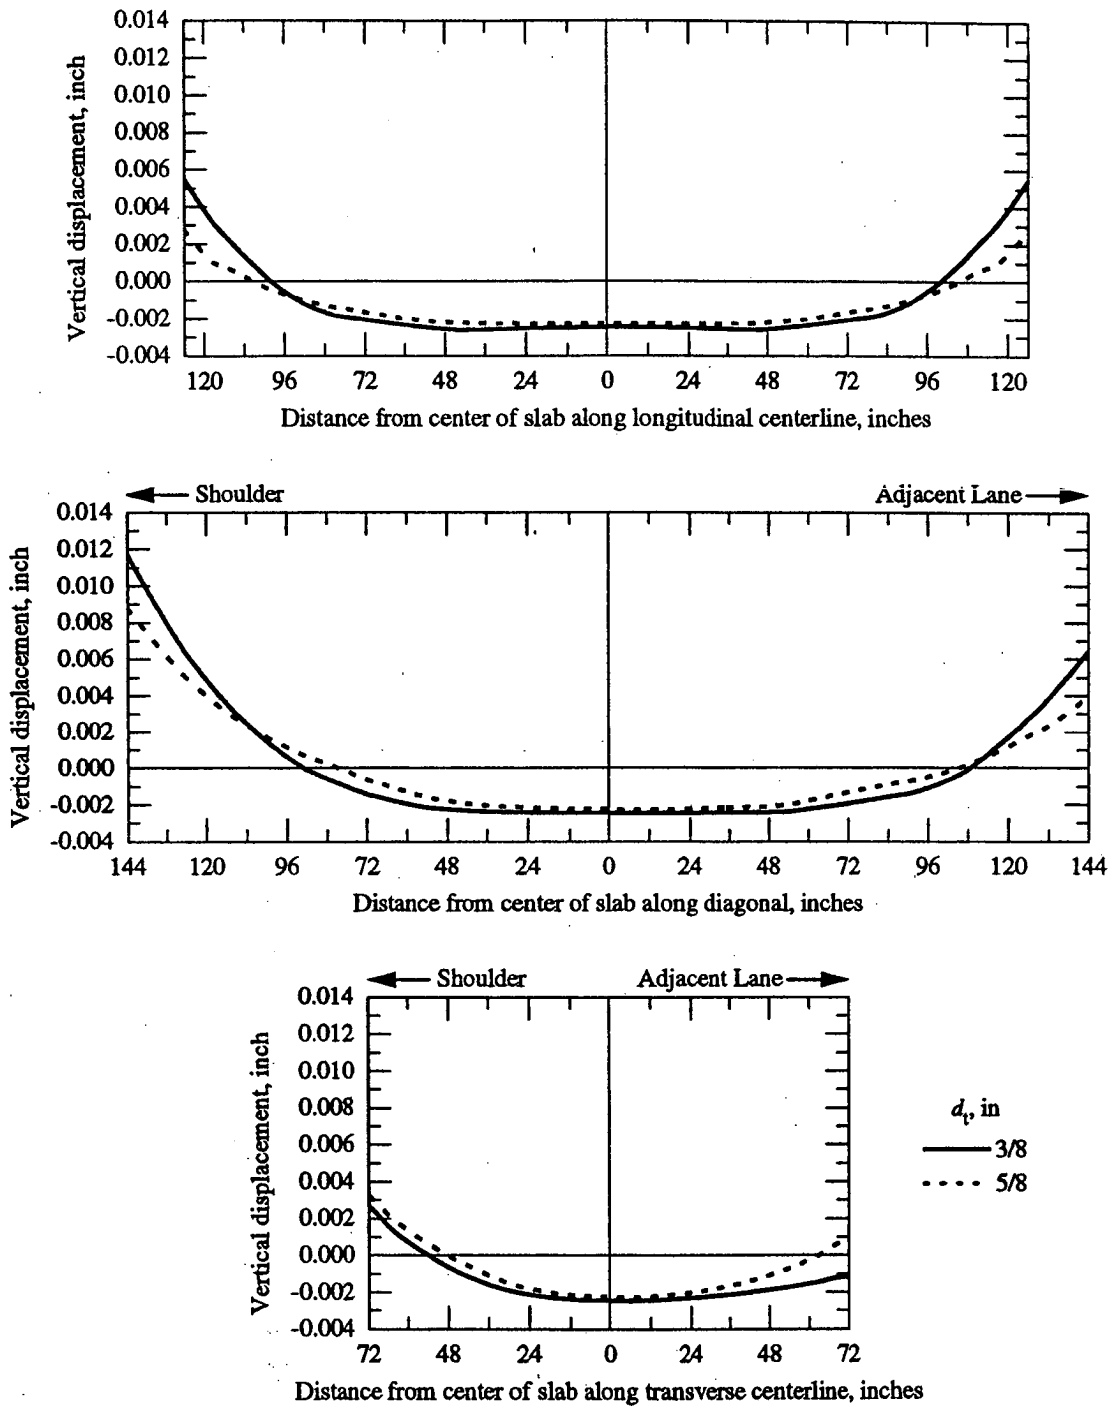 0.014
0.012
0.010
0.008
0.006
0.004
0.002
0.000
-0.002
-0.004
Vertical displacement, inch
120 96 72 48 24 0 24 48 72 96 120
Distance from center of slab along longitudinal centerline, inches
Shoulder Adjacent Lane
0.014
0.012
0.010
0.008
0.006
0.004
0.002
0.000
-0.002
-0.004
Vertical displacement, inch
144 120 96 72 48 24 0 24 48 72 96 120 144
Distance from center of slab along diagonal, inches
Shoulder Adjacent Lane
0.014
0.012
0.010
0.008
0.006
0.004
0.002
0.000
-0.002
-0.004
Vertical displacement, inch
72 48 24 0 24 48 72
Distance from center of slab along transverse centerline, inches
dt, in
3/8
5/8